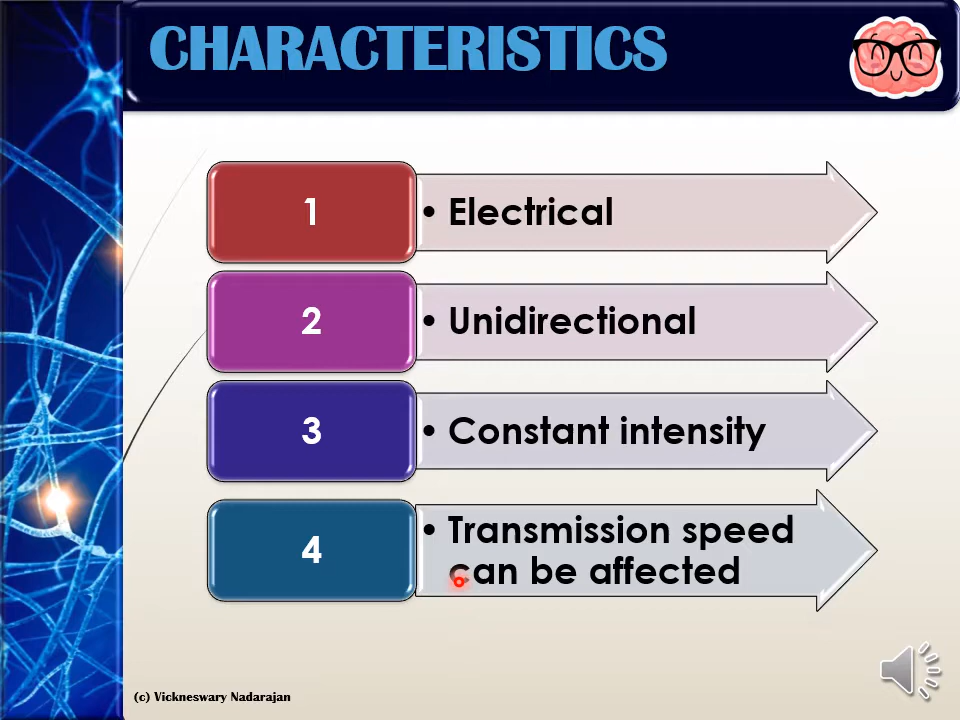 CHARACTERISTICS
1
• Electrical
2
• Unidirectional
3
• Constant intensity
4
• Transmission speed
can be affected
(c) Vickneswary Nadarajan